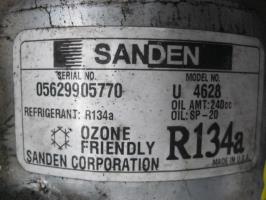 SANDEN
SERIAL NO. MODEL NO.
05629905770 U 4628
OIL AMT: 240cc
REFRIGERANT: R134a OIL: SP-20
OZONE
FRIENDLY R134a
SANDEN CORPORATION MADE IN U.S.A.